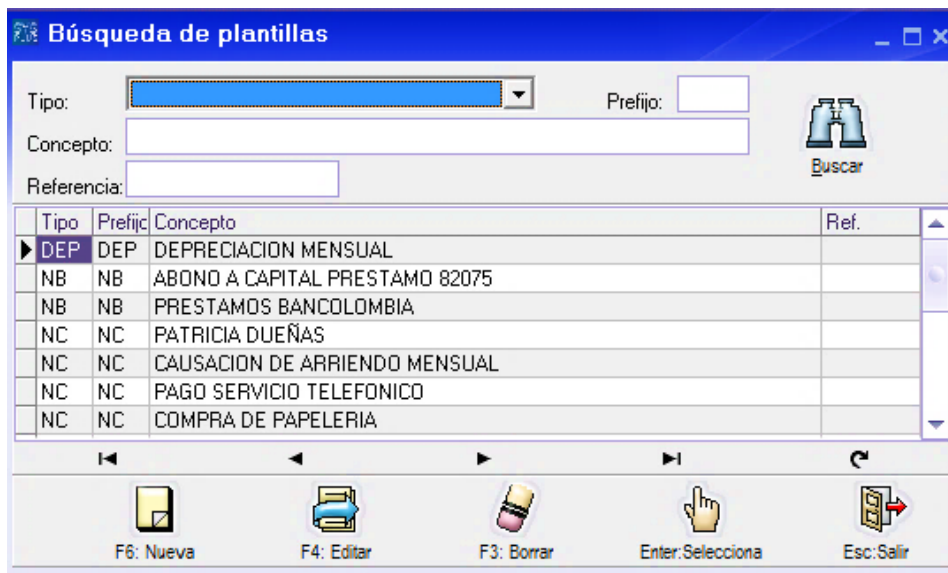 Búsqueda de plantillas
Tipo: Prefijo:
Concepto:
Buscar
Referencia:
Tipo Prefijo Concepto Ref.
DEP DEP DEPRECIACION MENSUAL
NB NB ABONO A CAPITAL PRESTAMO 82075
NB NB PRESTAMOS BANCOLOMBIA
NC NC PATRICIA DUEÑAS
NC NC CAUSACION DE ARRIENDO MENSUAL
NC NC PAGO SERVICIO TELEFONICO
NC NC COMPRA DE PAPELERIA
F6: Nueva F4: Editar F3: Borrar Enter:Selecciona Esc:Salir